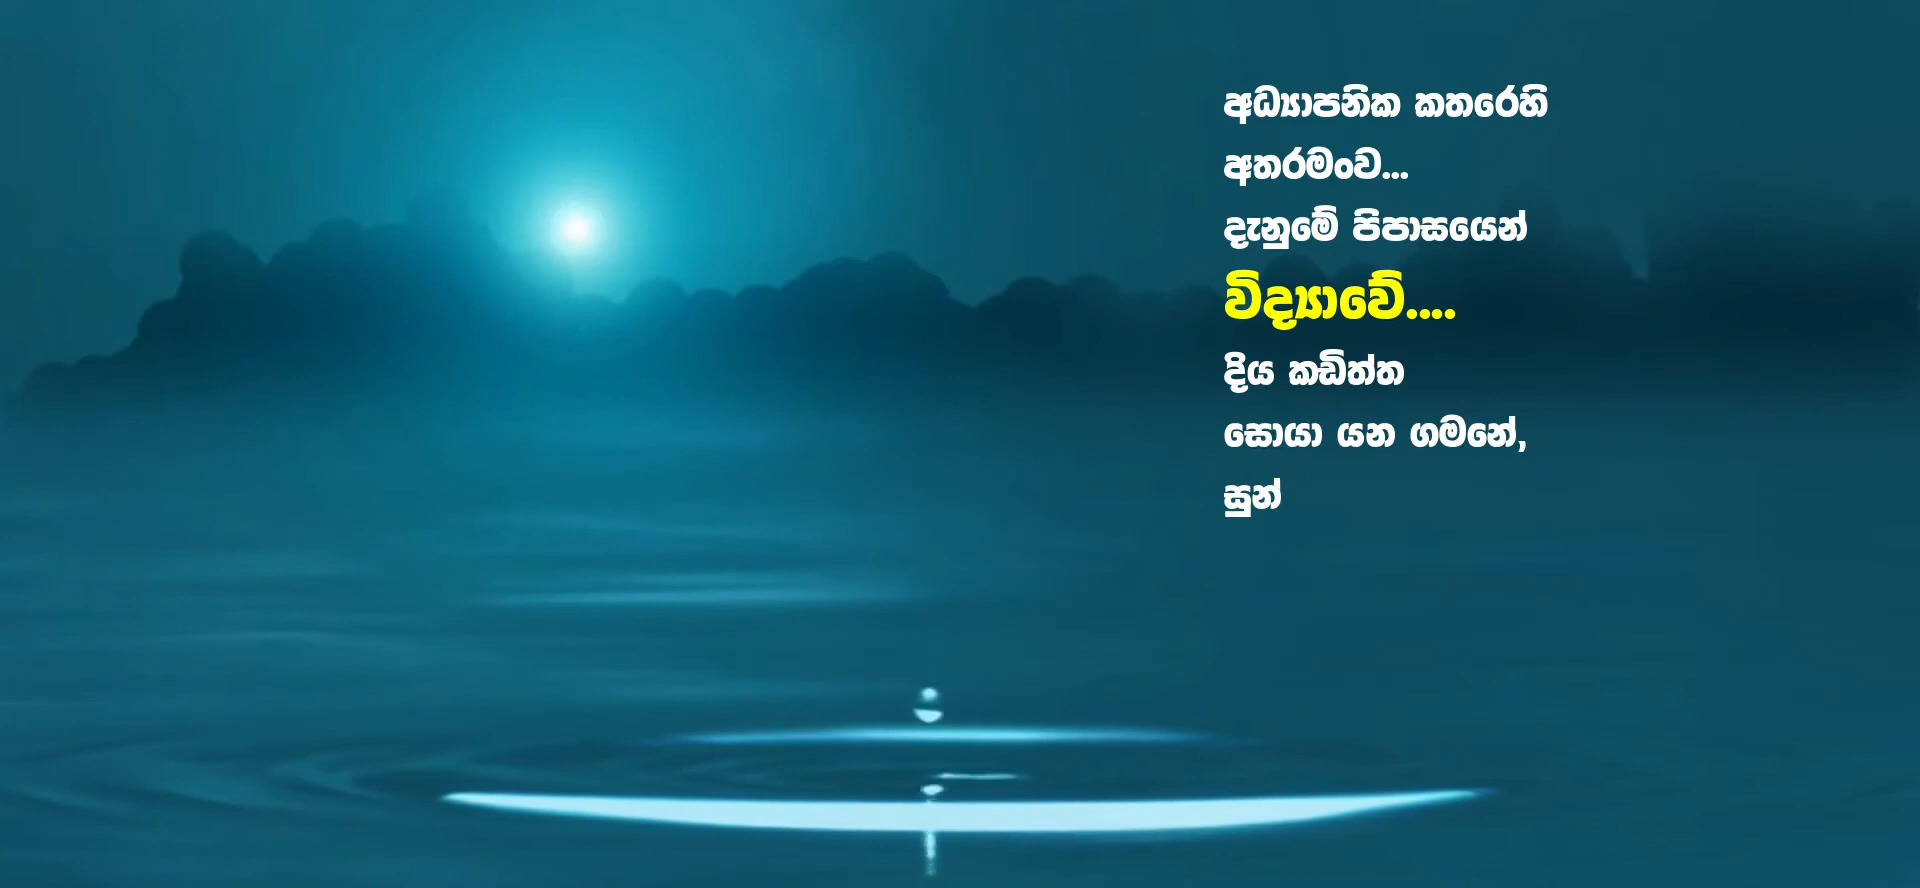 අධ්‍යාපනික කතරෙහි
අතරමංව...
දැනුමේ පිපාසයෙන්
විද්‍යාවේ....
දිය කඩිත්ත
සොයා යන ගමනේ,
සුන්